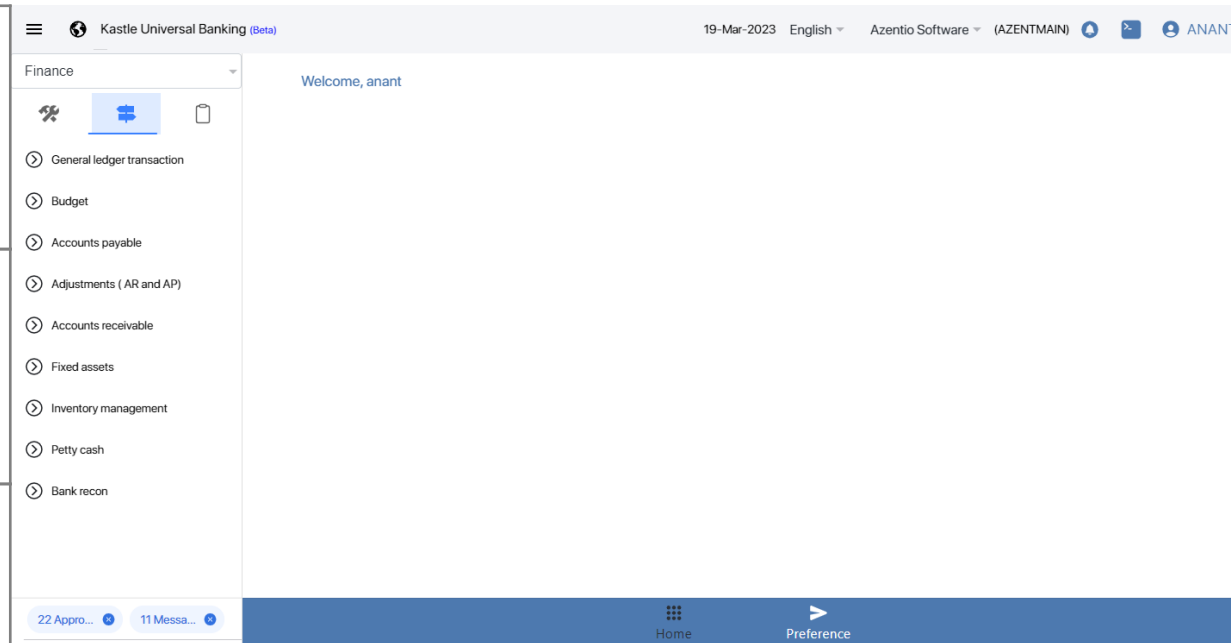 Kastle Universal Banking (Beta) 19-Mar-2023 English Azentio Software (AZENTMAIN) ANANT
Finance
Welcome, anant
General ledger transaction
Budget
Accounts payable
Adjustments ( AR and AP)
Accounts receivable
Fixed assets
Inventory management
Petty cash
Bank recon
22 Appro... 11 Messa...
Home Preference